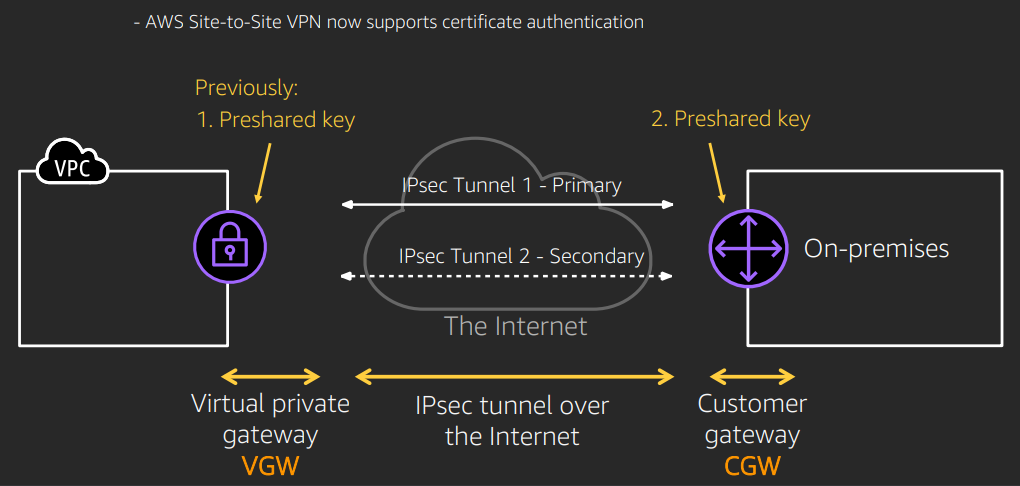 - AWS Site-to-Site VPN now supports certificate authentication
Previously:
1. Preshared key
2. Preshared key
VPC
IPsec Tunnel 1 - Primary
IPsec Tunnel 2 - Secondary
On-premises
The Internet
Virtual private
gateway
VGW
IPsec tunnel over
the Internet
Customer
gateway
CGW